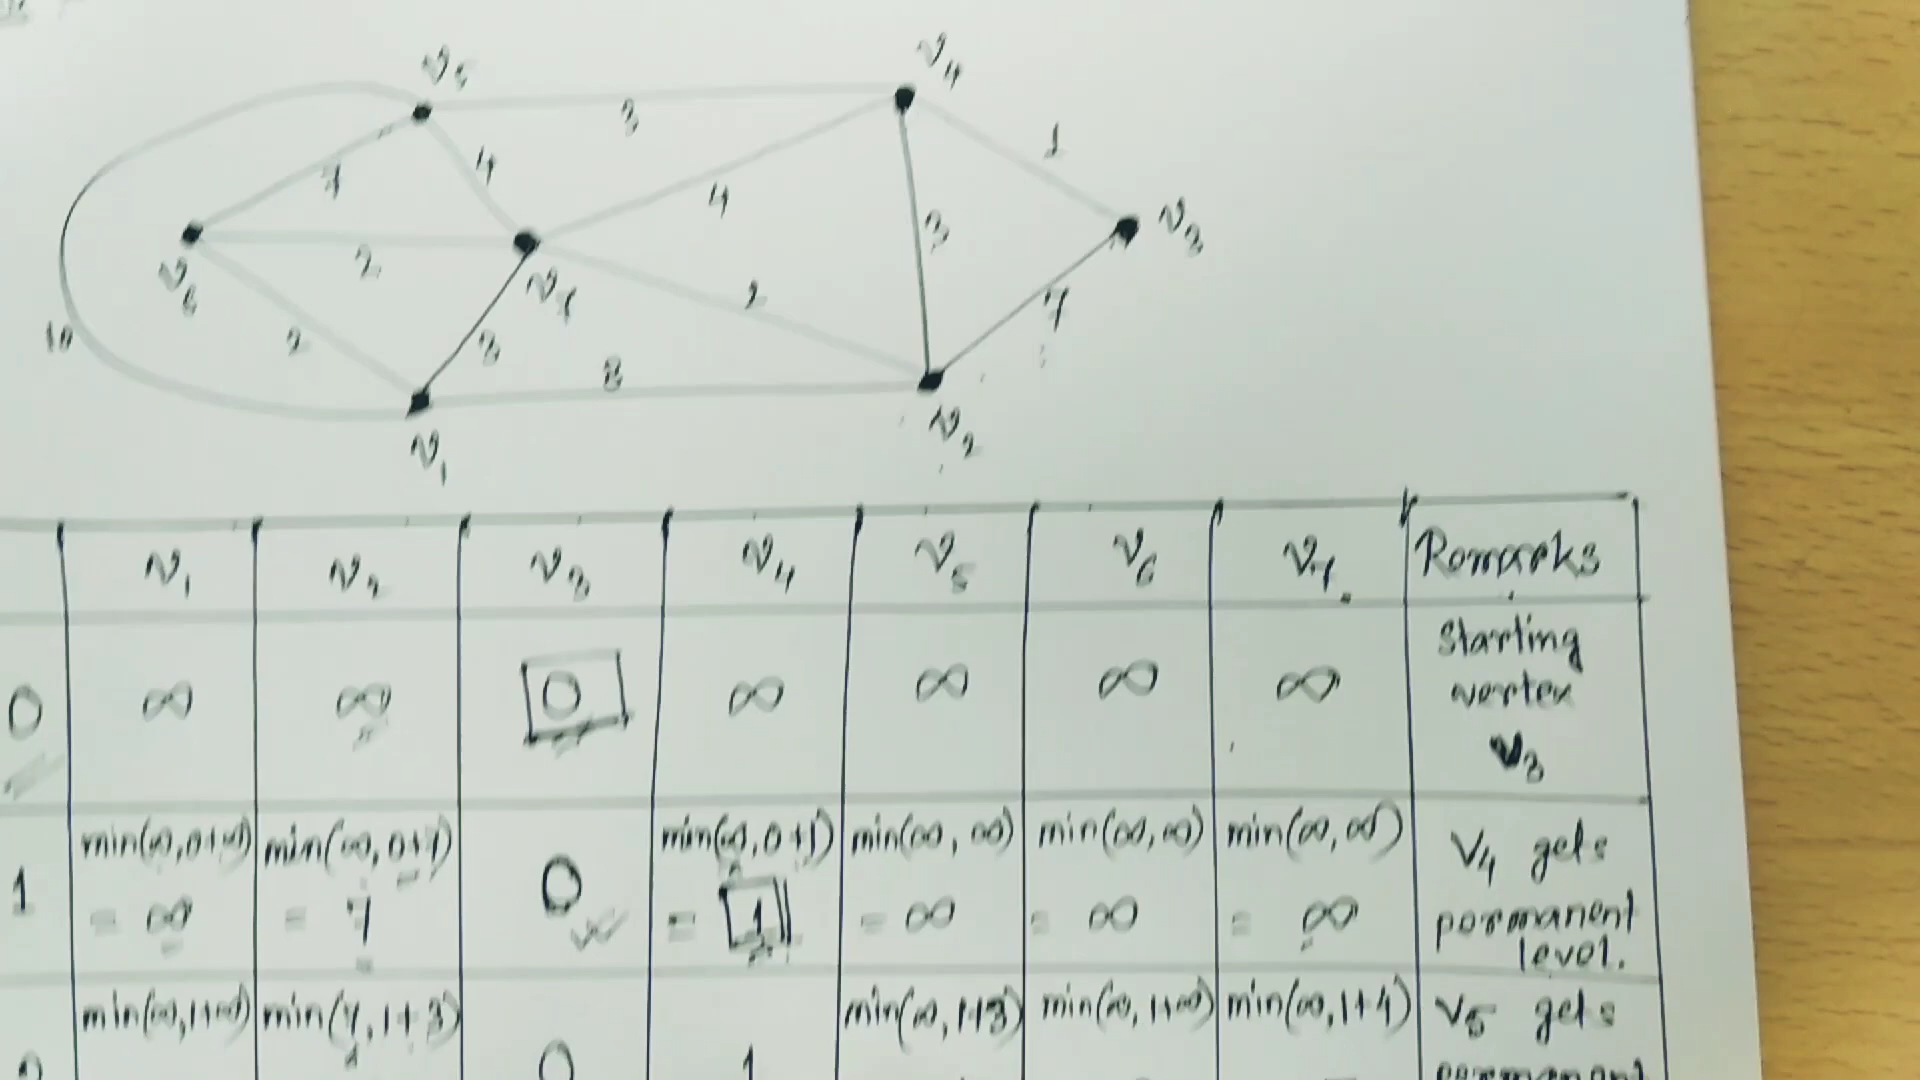 v5
v4
3
1
4
7
4
v3
3
v6
2
v7
2
7
10
2
3
8
v2
v1
v1 v2 v3 v4 v5 v6 v7 Remarks
0 ∞ ∞ 0 ∞ ∞ ∞ ∞ Starting
vertex
v3
min(∞,0+∞) min(∞,0+7) min(∞,0+1) min(∞,∞) min(∞,∞) min(∞,∞) V4 gets
1 = ∞ = 7 0 = 1 = ∞ = ∞ = ∞ permanent
level.
min(∞,1+∞) min(7,1+3) min(∞,1+3) min(∞,1+∞) min(∞,1+4) V5 gets
0 1 permanent